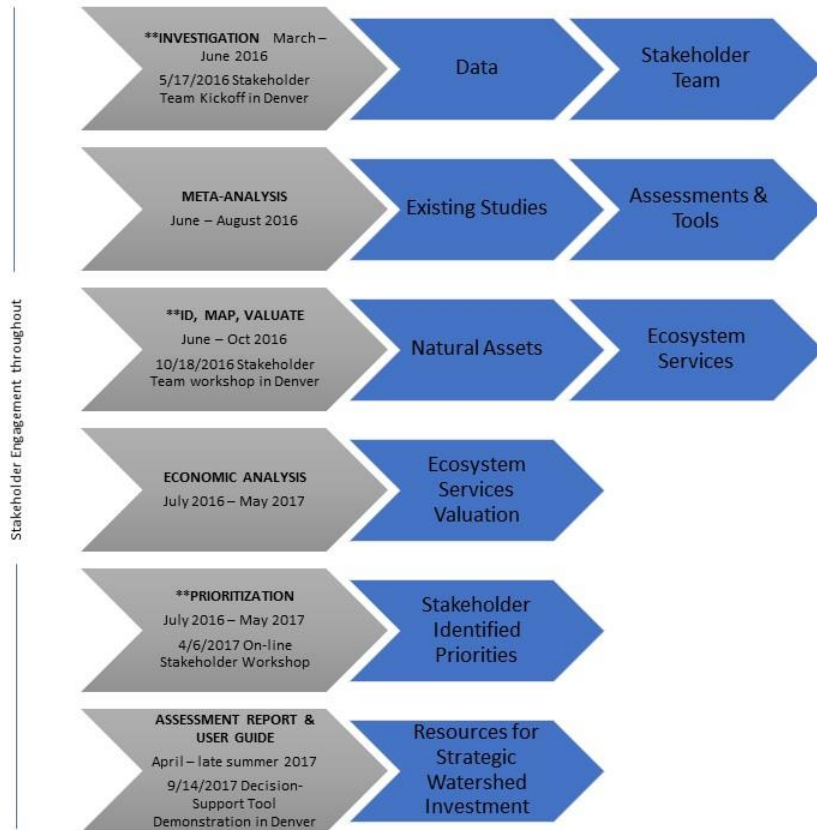 **INVESTIGATION March –
June 2016
5/17/2016 Stakeholder
Team Kickoff in Denver
Data
Stakeholder
Team
META-ANALYSIS
June – August 2016
Existing Studies
Assessments &
Tools
**ID, MAP, VALUATE
June – Oct 2016
10/18/2016 Stakeholder
Team workshop in Denver
Natural Assets
Ecosystem
Services
Stakeholder Engagement throughout
ECONOMIC ANALYSIS
July 2016 – May 2017
Ecosystem
Services
Valuation
**PRIORITIZATION
July 2016 – May 2017
4/6/2017 On-line
Stakeholder Workshop
Stakeholder
Identified
Priorities
ASSESSMENT REPORT &
USER GUIDE
April – late summer 2017
9/14/2017 Decision-
Support Tool
Demonstration in Denver
Resources for
Strategic
Watershed
Investment